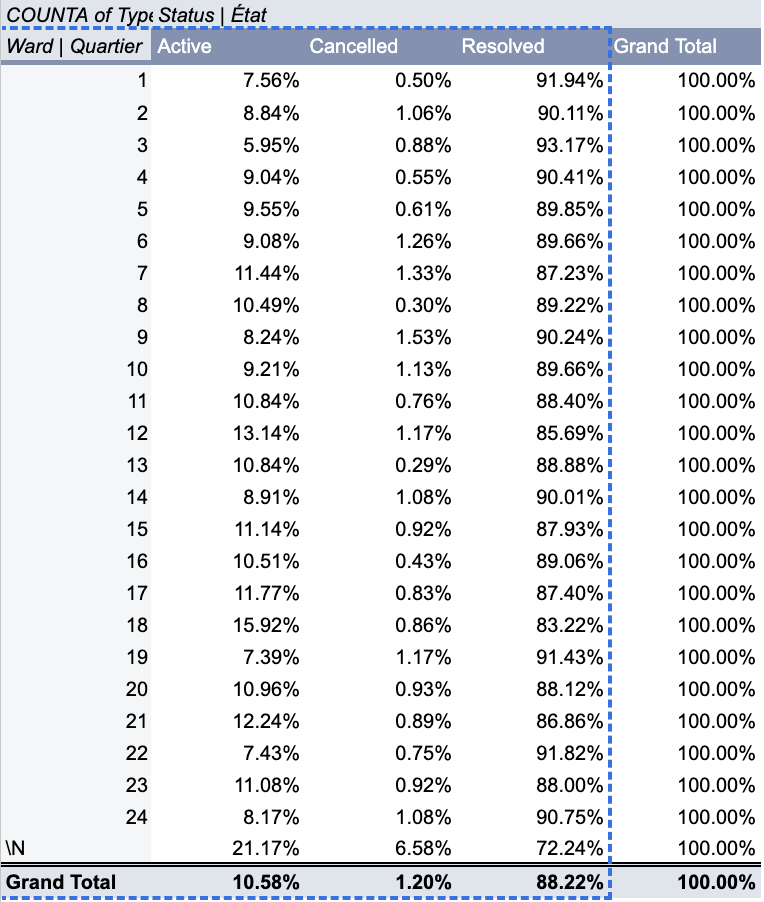 COUNTA of Type Status | État
Ward | Quartier Active Cancelled Resolved Grand Total
1 7.56% 0.50% 91.94% 100.00%
2 8.84% 1.06% 90.11% 100.00%
3 5.95% 0.88% 93.17% 100.00%
4 9.04% 0.55% 90.41% 100.00%
5 9.55% 0.61% 89.85% 100.00%
6 9.08% 1.26% 89.66% 100.00%
7 11.44% 1.33% 87.23% 100.00%
8 10.49% 0.30% 89.22% 100.00%
9 8.24% 1.53% 90.24% 100.00%
10 9.21% 1.13% 89.66% 100.00%
11 10.84% 0.76% 88.40% 100.00%
12 13.14% 1.17% 85.69% 100.00%
13 10.84% 0.29% 88.88% 100.00%
14 8.91% 1.08% 90.01% 100.00%
15 11.14% 0.92% 87.93% 100.00%
16 10.51% 0.43% 89.06% 100.00%
17 11.77% 0.83% 87.40% 100.00%
18 15.92% 0.86% 83.22% 100.00%
19 7.39% 1.17% 91.43% 100.00%
20 10.96% 0.93% 88.12% 100.00%
21 12.24% 0.89% 86.86% 100.00%
22 7.43% 0.75% 91.82% 100.00%
23 11.08% 0.92% 88.00% 100.00%
24 8.17% 1.08% 90.75% 100.00%
\N 21.17% 6.58% 72.24% 100.00%
Grand Total 10.58% 1.20% 88.22% 100.00%